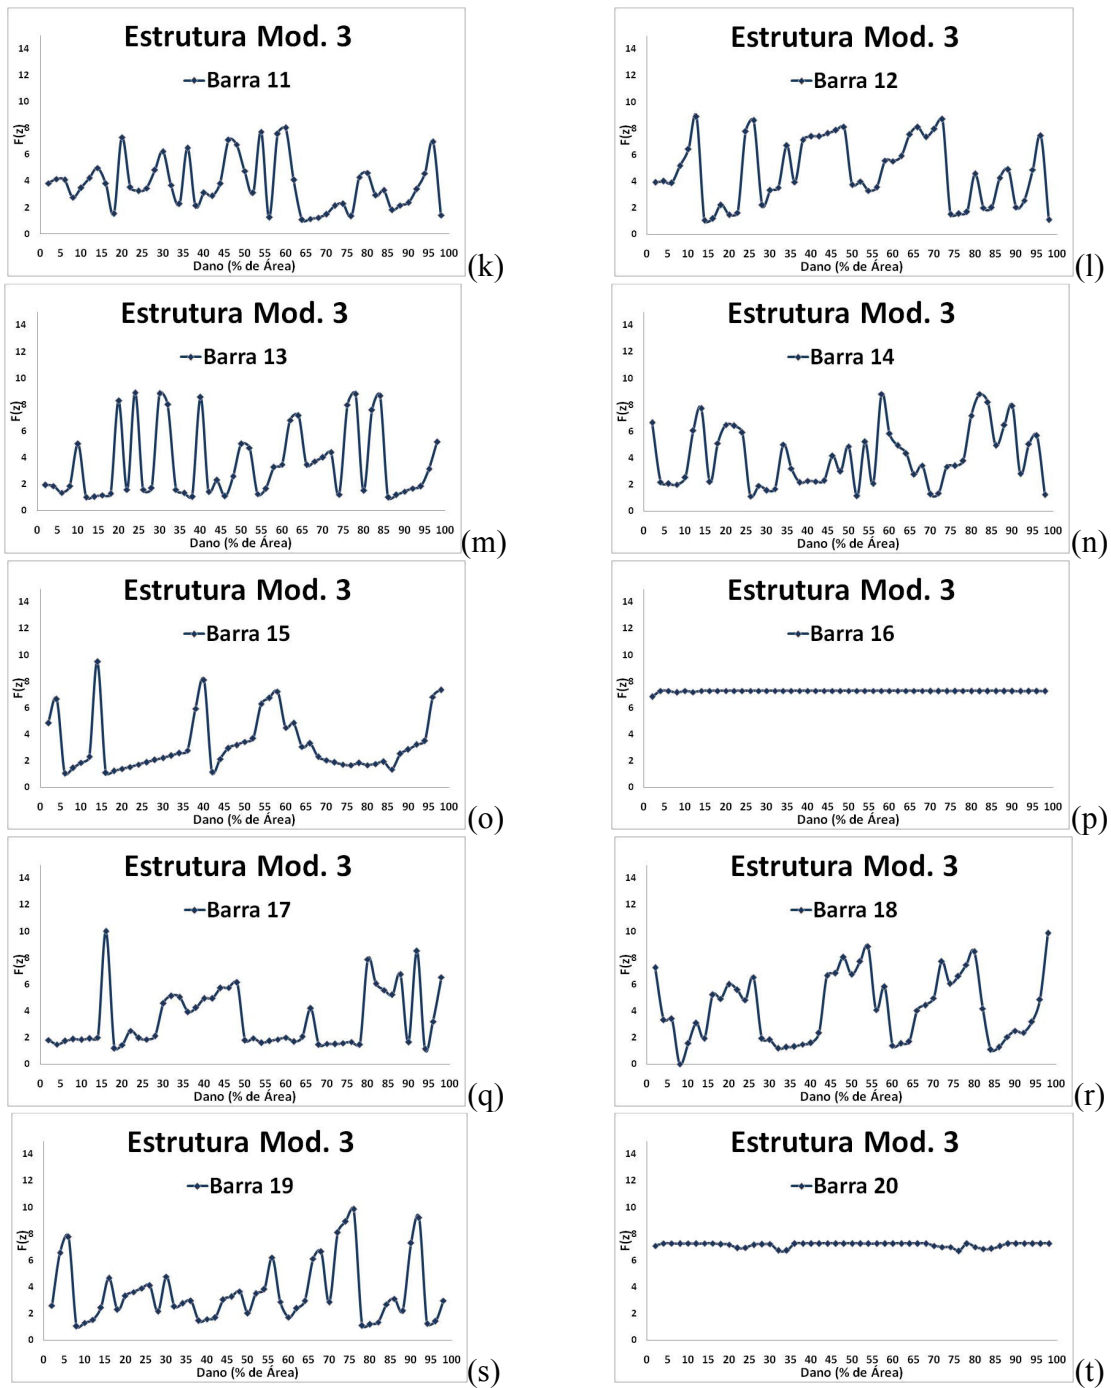 Estrutura Mod. 3
Barra 11
F(z)
14
12
10
8
6
4
2
0
0 5 10 15 20 25 30 35 40 45 50 55 60 65 70 75 80 85 90 95 100
Dano (% de Área)
(k)
Estrutura Mod. 3
Barra 12
F(z)
14
12
10
8
6
4
2
0
0 5 10 15 20 25 30 35 40 45 50 55 60 65 70 75 80 85 90 95 100
Dano (% de Área)
(l)
Estrutura Mod. 3
Barra 13
F(z)
14
12
10
8
6
4
2
0
0 5 10 15 20 25 30 35 40 45 50 55 60 65 70 75 80 85 90 95 100
Dano (% de Área)
(m)
Estrutura Mod. 3
Barra 14
F(z)
14
12
10
8
6
4
2
0
0 5 10 15 20 25 30 35 40 45 50 55 60 65 70 75 80 85 90 95 100
Dano (% de Área)
(n)
Estrutura Mod. 3
Barra 15
F(z)
14
12
10
8
6
4
2
0
0 5 10 15 20 25 30 35 40 45 50 55 60 65 70 75 80 85 90 95 100
Dano (% de Área)
(o)
Estrutura Mod. 3
Barra 16
F(z)
14
12
10
8
6
4
2
0
0 5 10 15 20 25 30 35 40 45 50 55 60 65 70 75 80 85 90 95 100
Dano (% de Área)
(p)
Estrutura Mod. 3
Barra 17
F(z)
14
12
10
8
6
4
2
0
0 5 10 15 20 25 30 35 40 45 50 55 60 65 70 75 80 85 90 95 100
Dano (% de Área)
(q)
Estrutura Mod. 3
Barra 18
F(z)
14
12
10
8
6
4
2
0
0 5 10 15 20 25 30 35 40 45 50 55 60 65 70 75 80 85 90 95 100
Dano (% de Área)
(r)
Estrutura Mod. 3
Barra 19
F(z)
14
12
10
8
6
4
2
0
0 5 10 15 20 25 30 35 40 45 50 55 60 65 70 75 80 85 90 95 100
Dano (% de Área)
(s)
Estrutura Mod. 3
Barra 20
F(z)
14
12
10
8
6
4
2
0
0 5 10 15 20 25 30 35 40 45 50 55 60 65 70 75 80 85 90 95 100
Dano (% de Área)
(t)